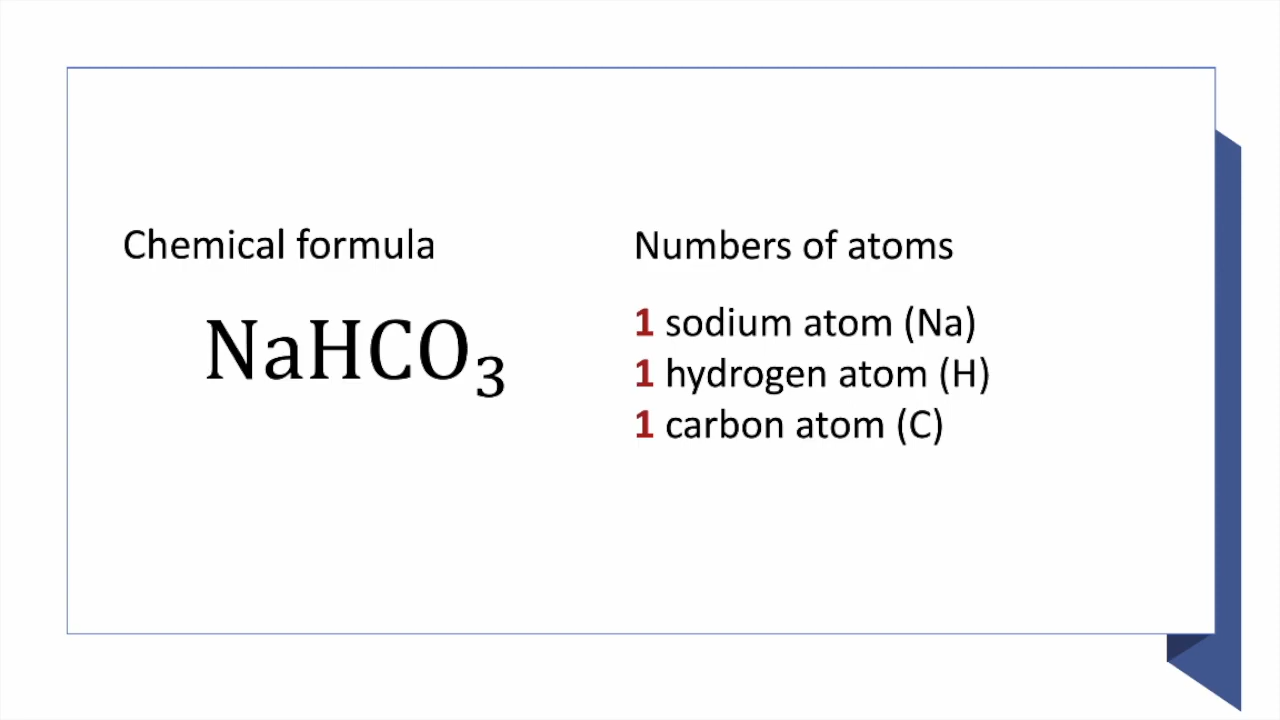 Chemical formula
NaHCO₃
Numbers of atoms
1 sodium atom (Na)
1 hydrogen atom (H)
1 carbon atom (C)